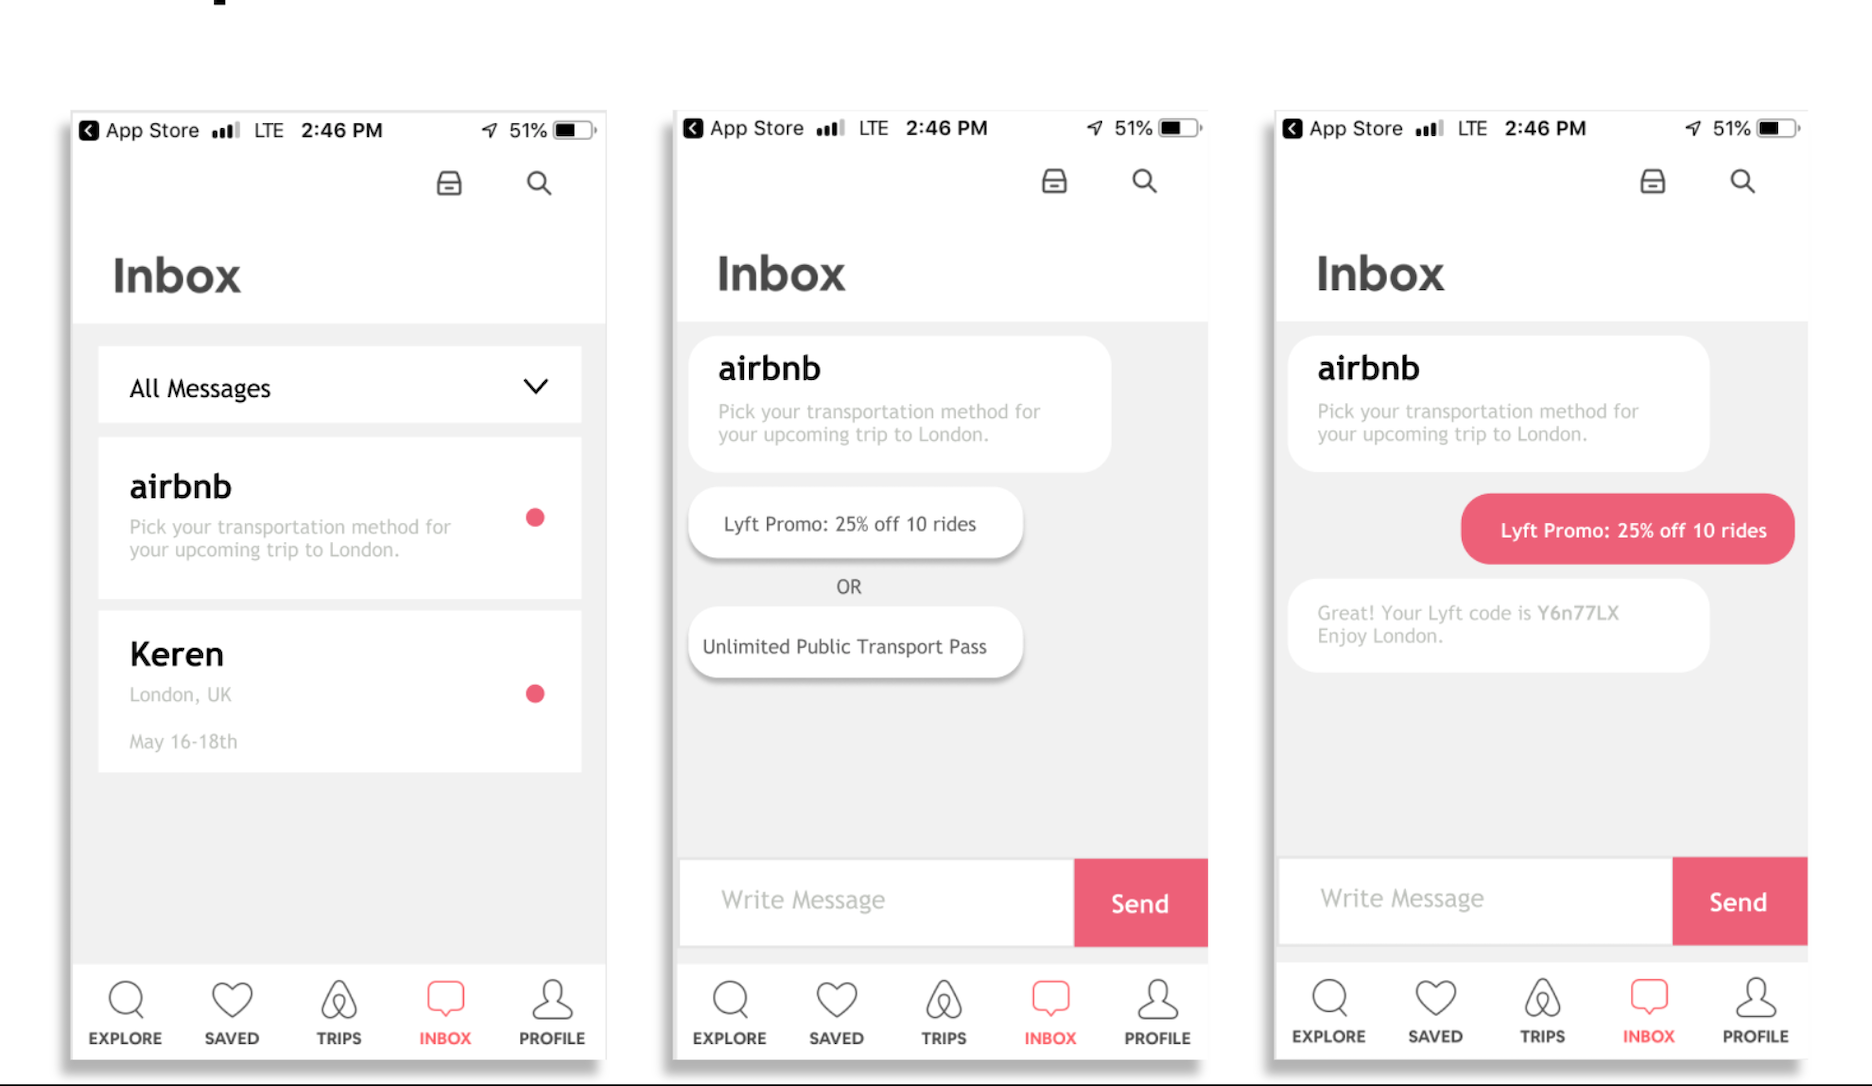 App Store LTE 2:46 PM 51%
Inbox
All Messages
airbnb
Pick your transportation method for
your upcoming trip to London.
Keren
London, UK
May 16-18th
EXPLORE SAVED TRIPS INBOX PROFILE
App Store LTE 2:46 PM 51%
Inbox
airbnb
Pick your transportation method for
your upcoming trip to London.
Lyft Promo: 25% off 10 rides
OR
Unlimited Public Transport Pass
Write Message Send
EXPLORE SAVED TRIPS INBOX PROFILE
App Store LTE 2:46 PM 51%
Inbox
airbnb
Pick your transportation method for
your upcoming trip to London.
Lyft Promo: 25% off 10 rides
Great! Your Lyft code is Y6n77LX
Enjoy London.
Write Message Send
EXPLORE SAVED TRIPS INBOX PROFILE